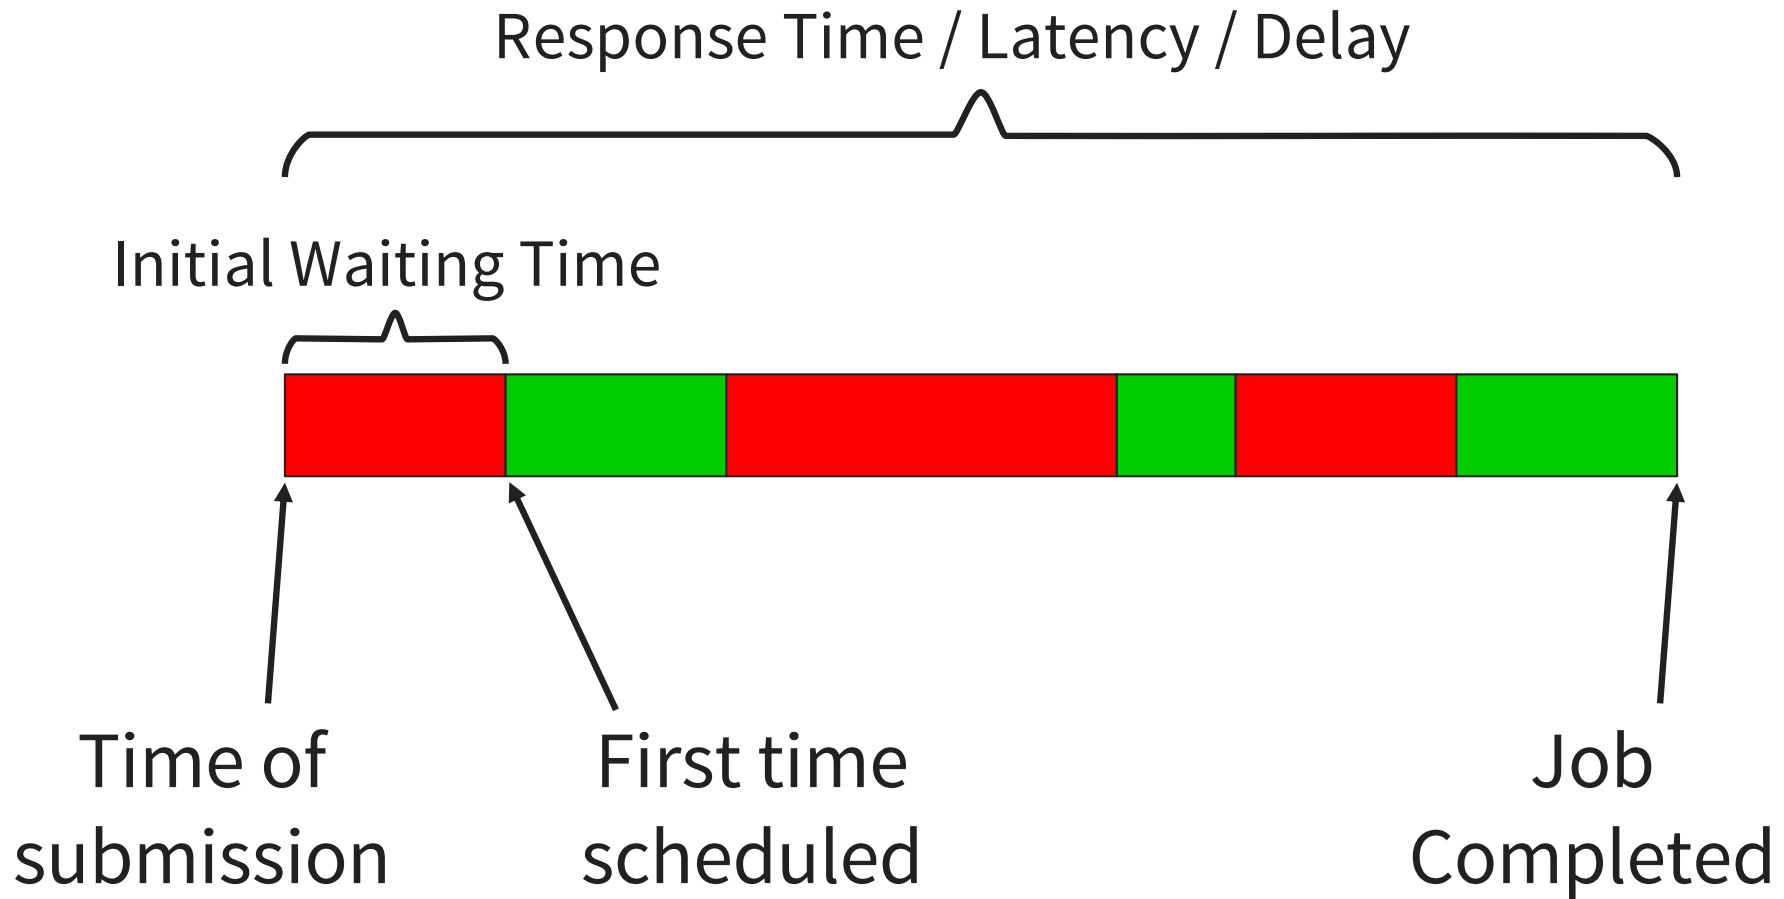 Response Time / Latency / Delay
Initial Waiting Time
Time of
submission
First time
scheduled
Job
Completed